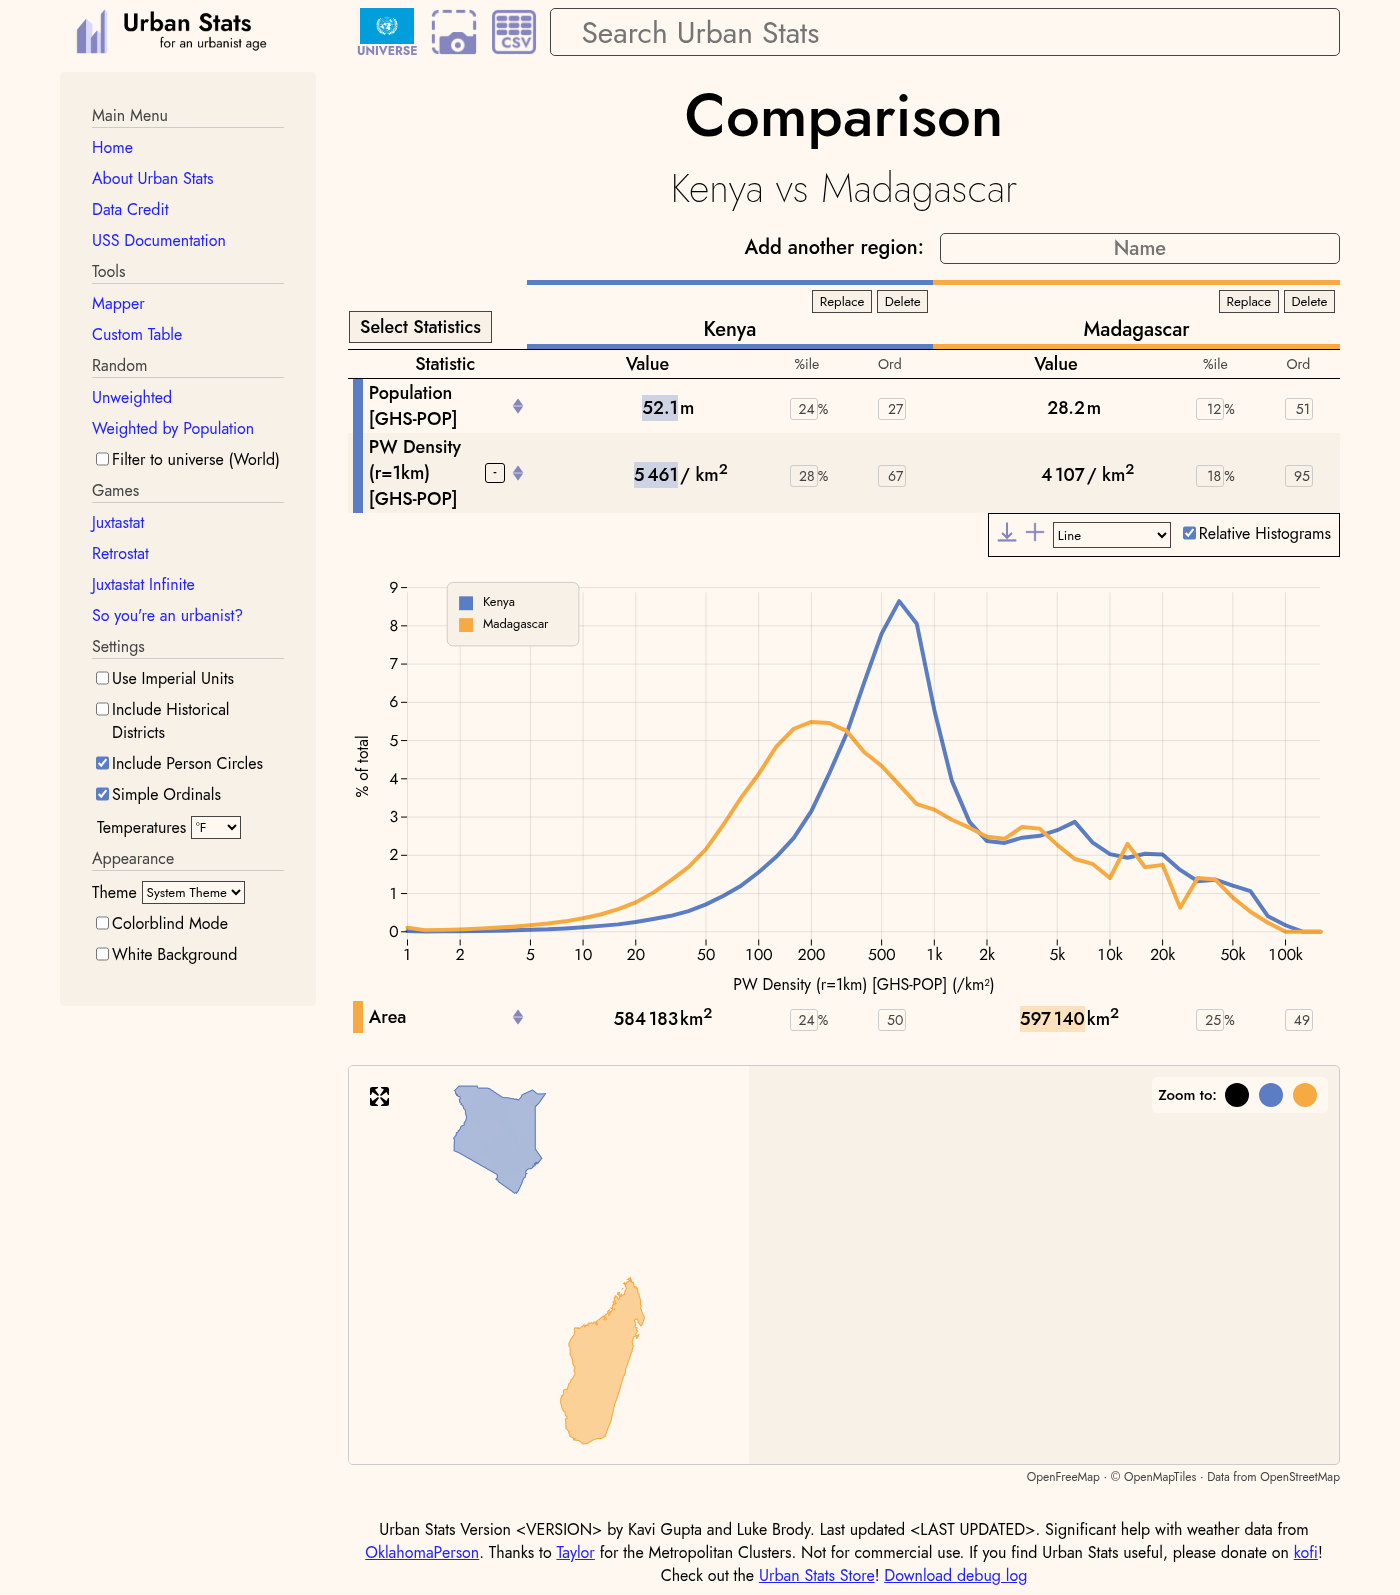 Urban Stats
for an urbanist age
UNIVERSE
CSV
Search Urban Stats
Main Menu
Home
About Urban Stats
Data Credit
USS Documentation
Tools
Mapper
Custom Table
Random
Unweighted
Weighted by Population
Filter to universe (World)
Games
Juxtastat
Retrostat
Juxtastat Infinite
So you're an urbanist?
Settings
Use Imperial Units
Include Historical
Districts
Include Person Circles
Simple Ordinals
Temperatures °F
Appearance
Theme System Theme
Colorblind Mode
White Background
Comparison
Kenya vs Madagascar
Add another region: Name
Replace Delete Replace Delete
Select Statistics Kenya Madagascar
Statistic Value %ile Ord Value %ile Ord
Population
[GHS-POP] 52.1 m 24% 27 28.2 m 12% 51
PW Density
(r=1km) - 5 461 / km² 28% 67 4 107 / km² 18% 95
[GHS-POP]
Line Relative Histograms
Kenya
Madagascar
9
8
7
6
5
4
3
2
1
0
% of total
1 2 5 10 20 50 100 200 500 1k 2k 5k 10k 20k 50k 100k
PW Density (r=1km) [GHS-POP] (/km²)
Area 584 183 km² 24% 50 597 140 km² 25% 49
Zoom to:
OpenFreeMap · © OpenMapTiles · Data from OpenStreetMap
Urban Stats Version <VERSION> by Kavi Gupta and Luke Brody. Last updated <LAST UPDATED>. Significant help with weather data from
OklahomaPerson. Thanks to Taylor for the Metropolitan Clusters. Not for commercial use. If you find Urban Stats useful, please donate on kofi!
Check out the Urban Stats Store! Download debug log